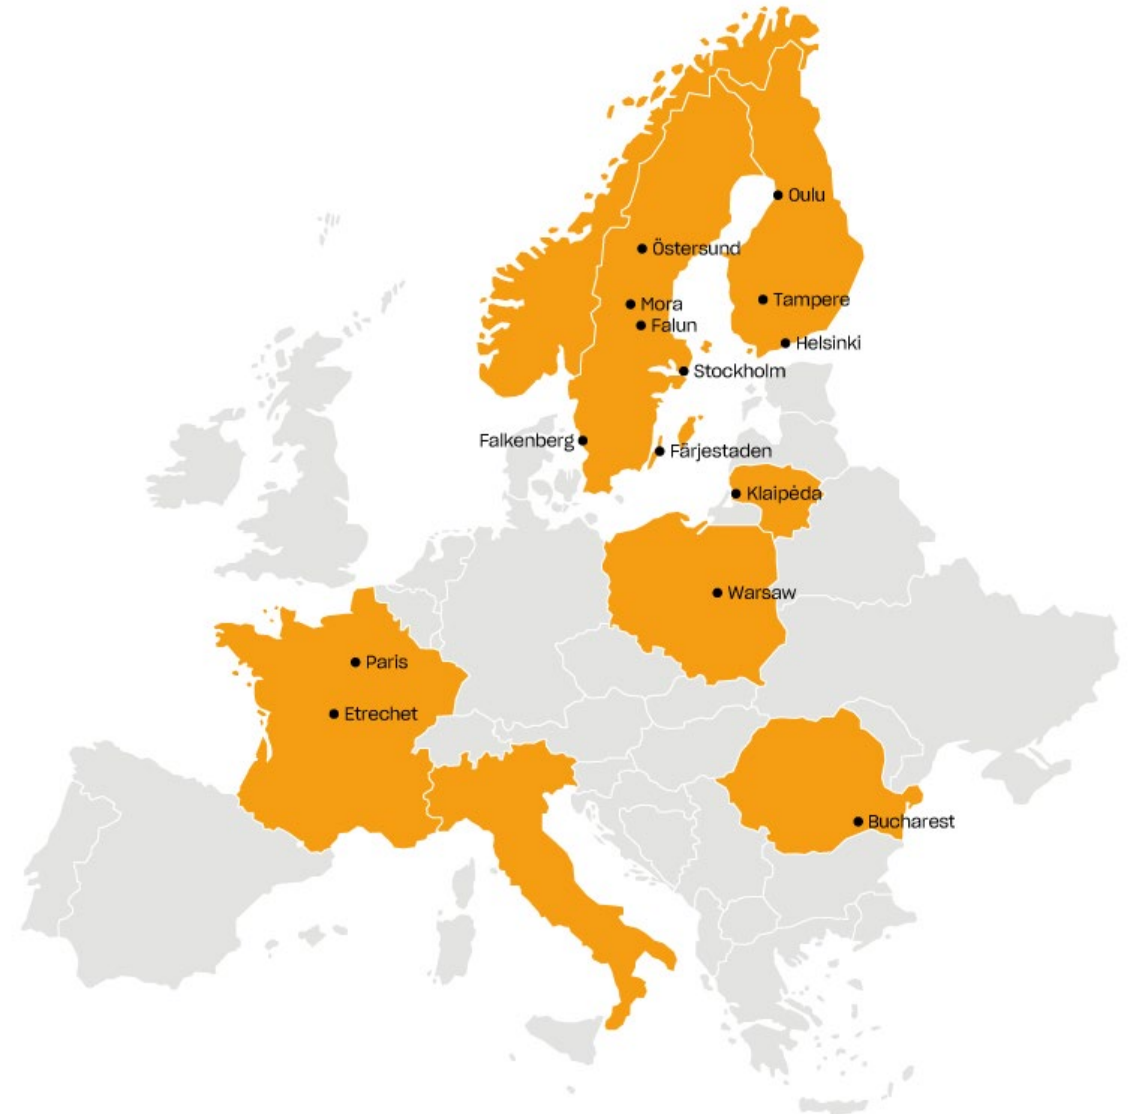 Oulu
Östersund
Tampere
Mora
Falun
Helsinki
Stockholm
Falkenberg
Färjestaden
Klaipėda
Warsaw
Paris
Etrechet
Bucharest